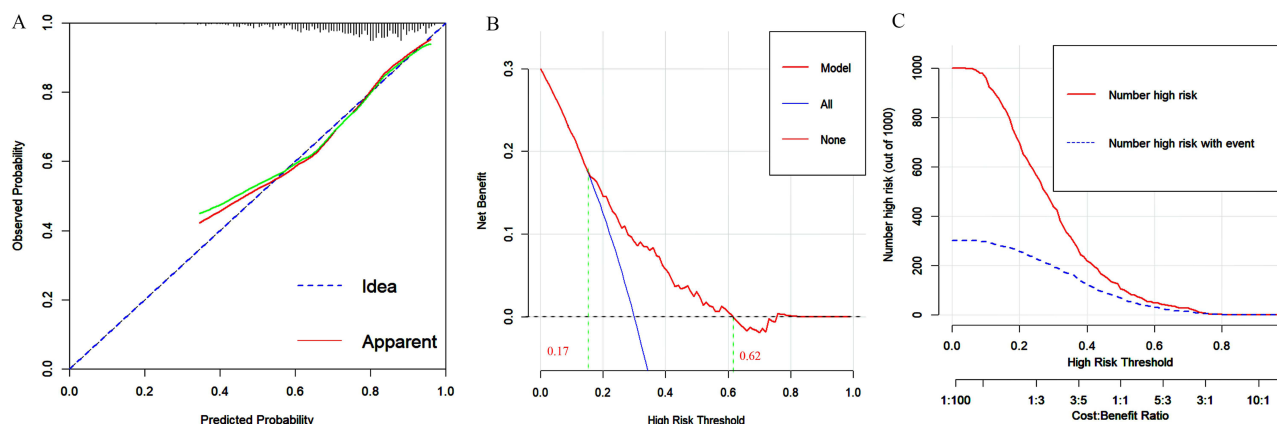 A
1.0
0.8
0.6
0.4
0.2
0.0
Observed Probability
Idea
Apparent
0.0
0.2
0.4
0.6
0.8
1.0
Predicted Probability
B
0.3
0.2
0.1
0.0
Net Benefit
Model
All
None
0.17
0.62
0.0
0.2
0.4
0.6
0.8
1.0
High Risk Threshold
C
1000
800
600
400
200
0
Number high risk (out of 1000)
Number high risk
Number high risk with event
0.0
0.2
0.4
0.6
0.8
High Risk Threshold
1:100
1:3
3:5
1:1
5:3
3:1
10:1
Cost:Benefit Ratio